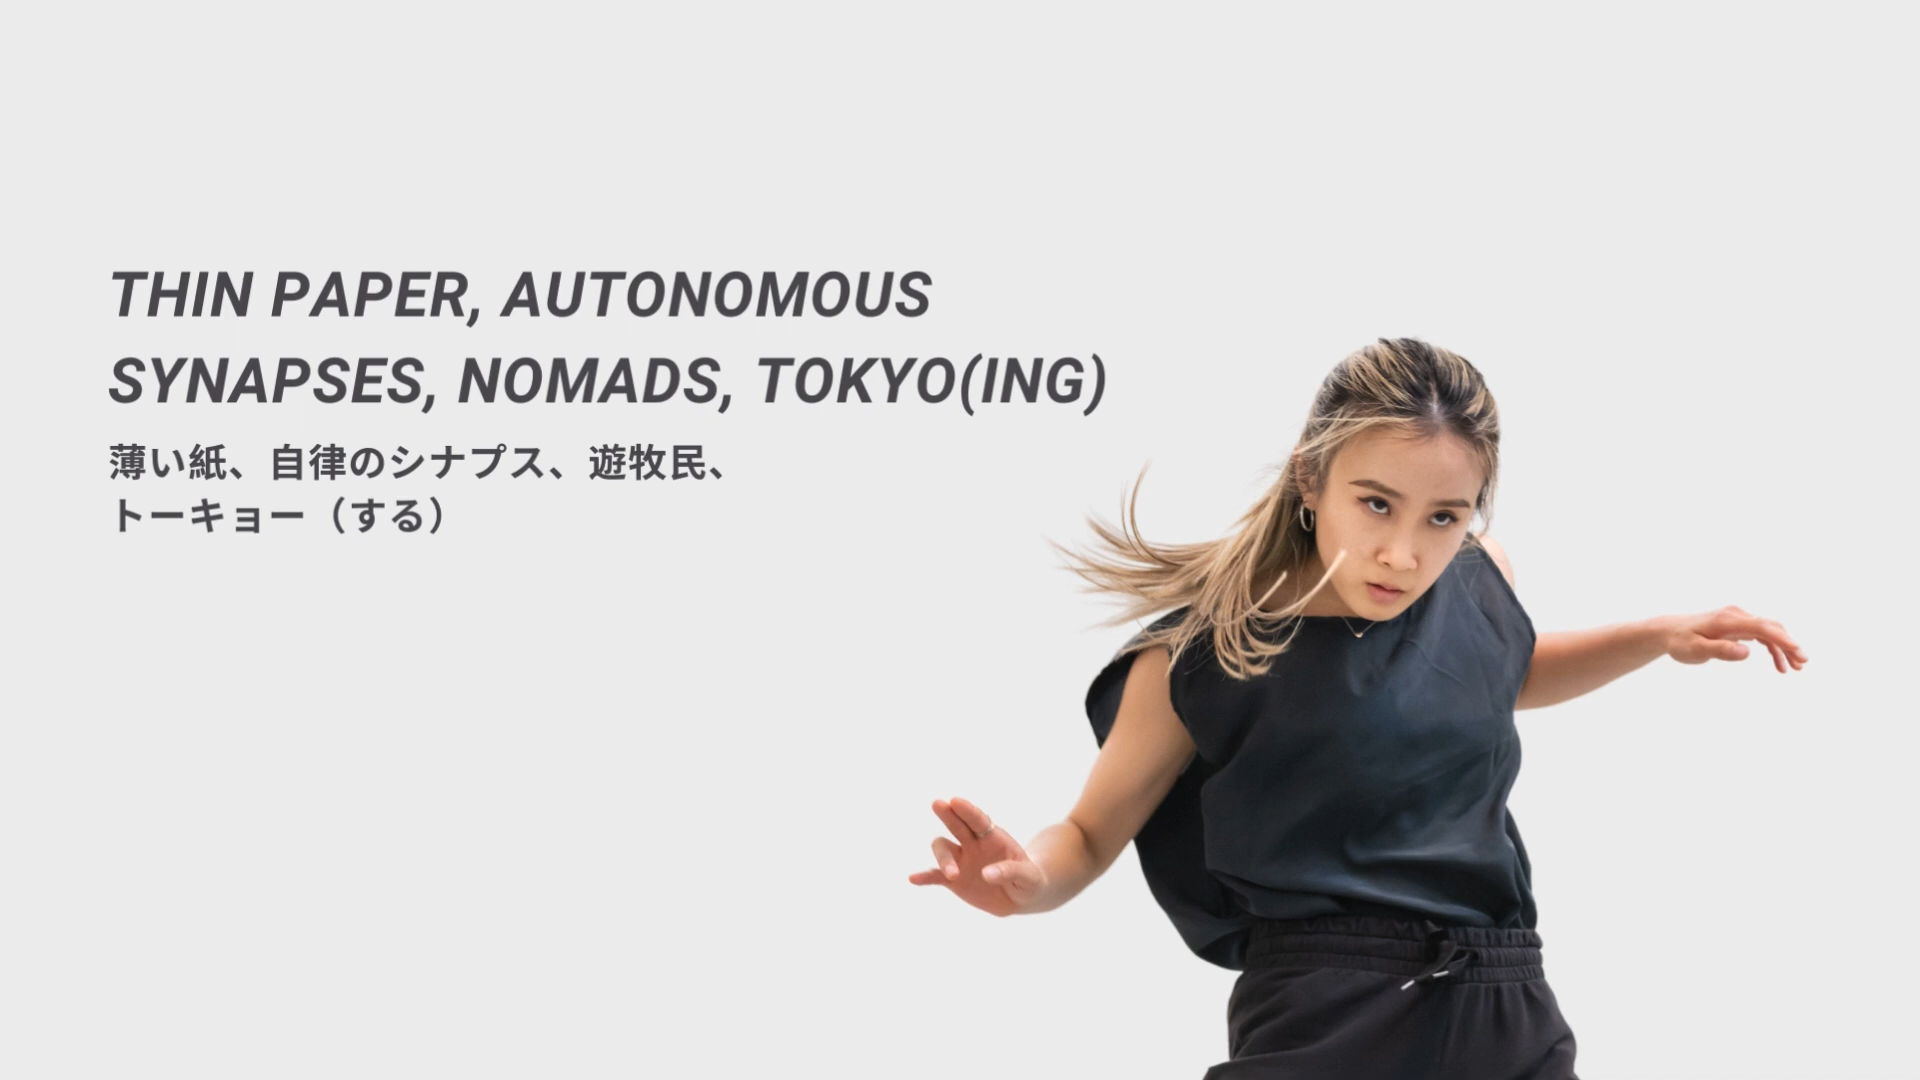 THIN PAPER, AUTONOMOUS
SYNAPSES, NOMADS, TOKYO(ING)
薄い紙、自律のシナプス、遊牧民、
トーキョー（する）